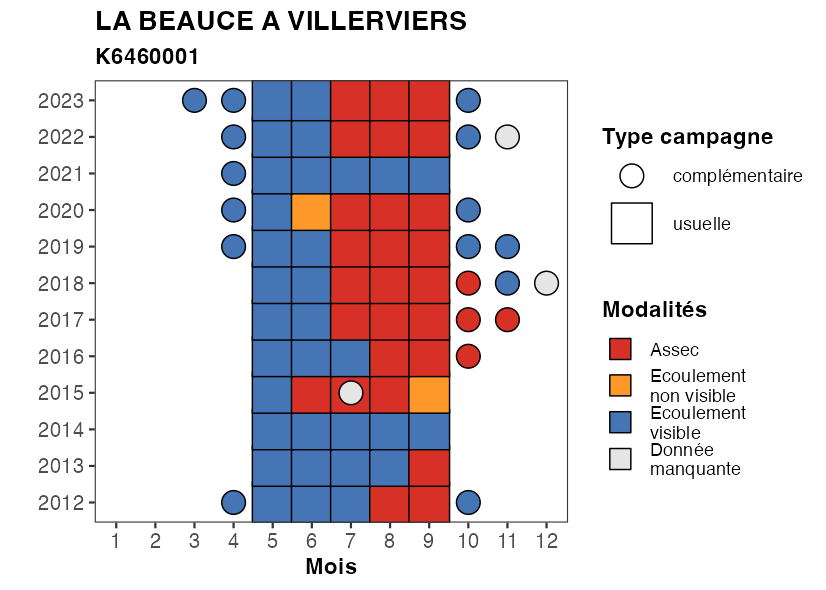 LA BEAUCE A VILLERVIERS
K6460001
2023
2022
2021
2020
2019
2018
2017
2016
2015
2014
2013
2012
1 2 3 4 5 6 7 8 9 10 11 12
Mois
Type campagne
complémentaire
usuelle
Modalités
Assec
Ecoulement
non visible
Ecoulement
visible
Donnée
manquante